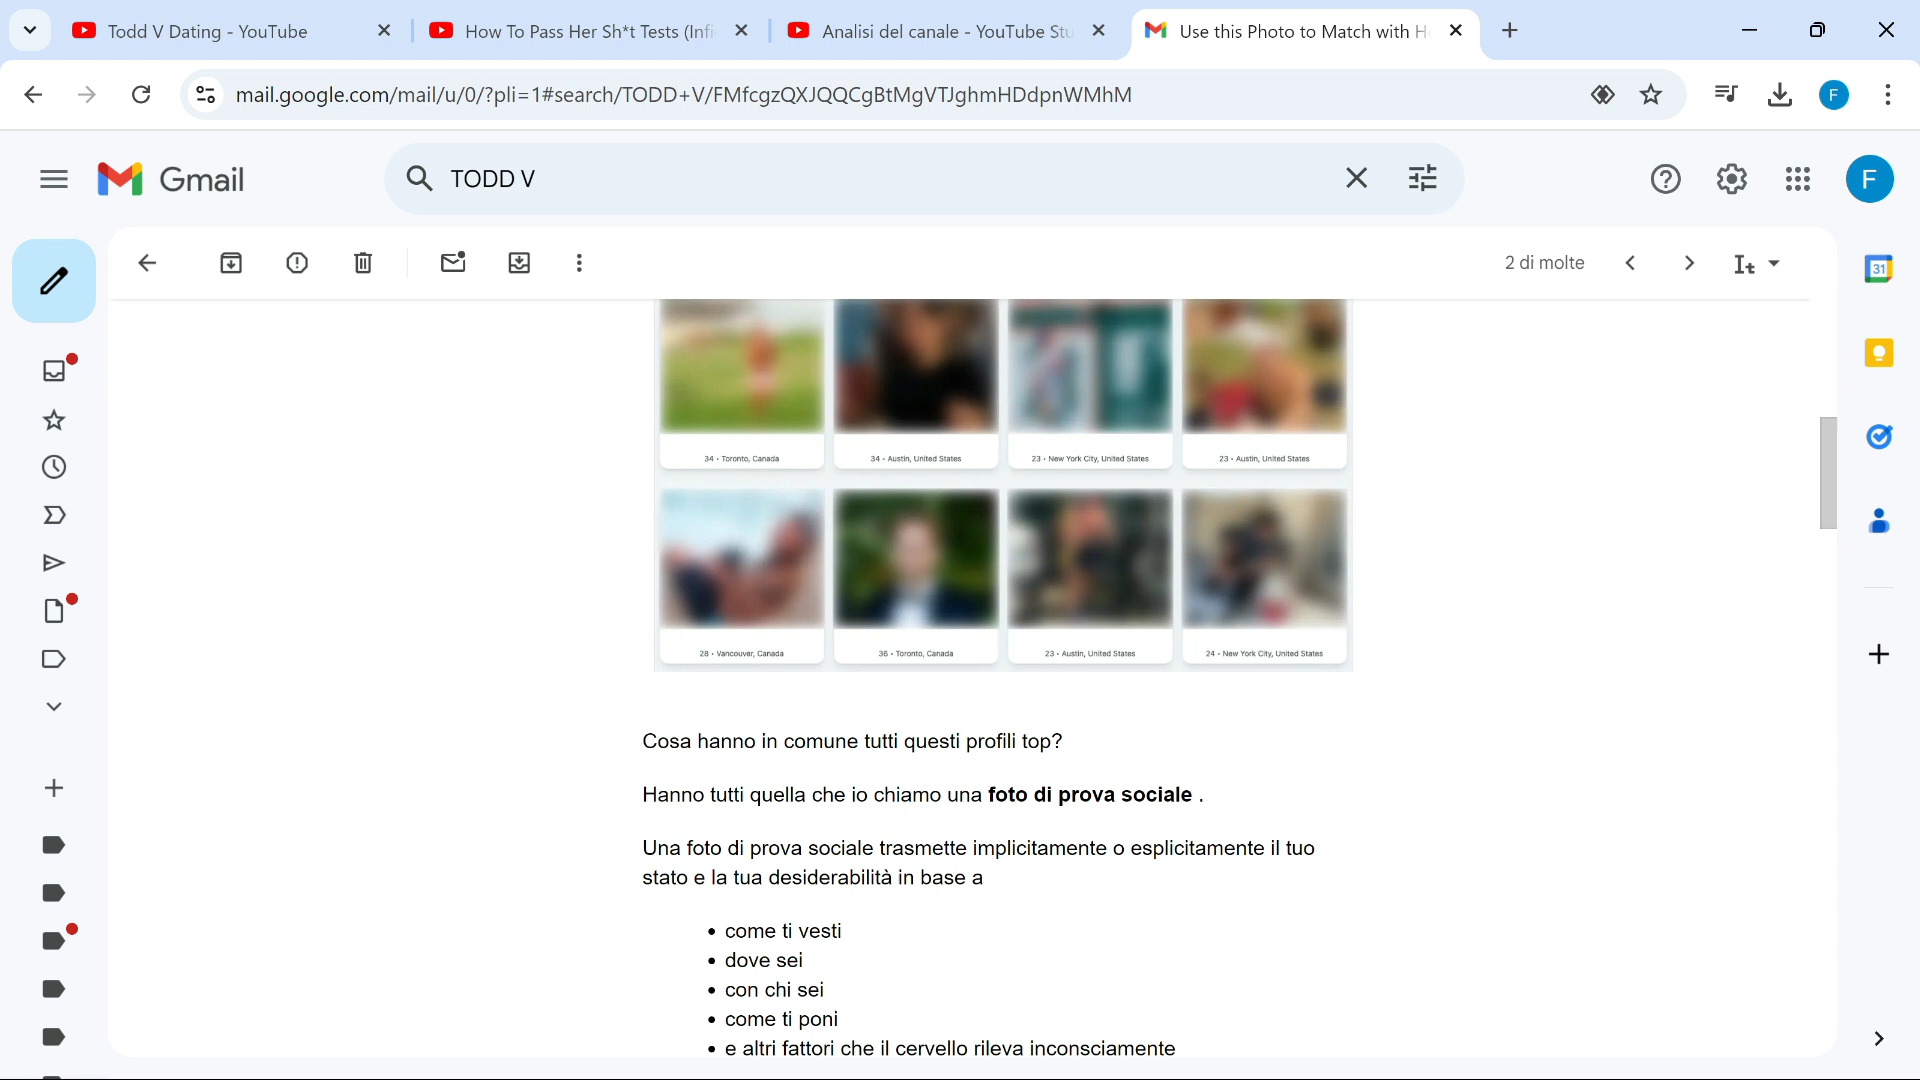 Todd V Dating - YouTube
How To Pass Her Sh*t Tests (Infi
Analisi del canale - YouTube Stu
Use this Photo to Match with H
mail.google.com/mail/u/0/?pli=1#search/TODD+V/FMfcgzQXJQQCgBtMgVTJghmHDdpnWMhM
F
Gmail
TODD V
F
2 di molte
31
34 • Toronto, Canada
34 • Austin, United States
23 • New York City, United States
23 • Austin, United States
28 • Vancouver, Canada
36 • Toronto, Canada
23 • Austin, United States
24 • New York City, United States
Cosa hanno in comune tutti questi profili top?
Hanno tutti quella che io chiamo una foto di prova sociale .
Una foto di prova sociale trasmette implicitamente o esplicitamente il tuo
stato e la tua desiderabilità in base a
• come ti vesti
• dove sei
• con chi sei
• come ti poni
• e altri fattori che il cervello rileva inconsciamente